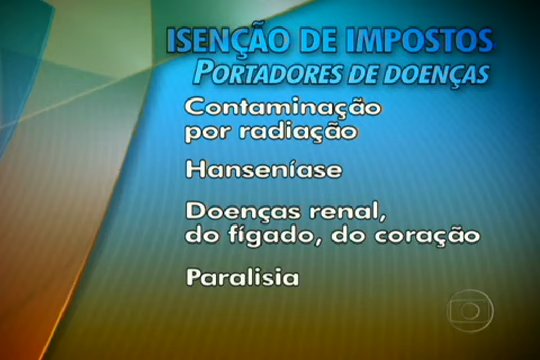 ISENÇÃO DE IMPOSTOS
PORTADORES DE DOENÇAS
Contaminação
por radiação
Hanseníase
Doenças renal,
do fígado, do coração
Paralisia